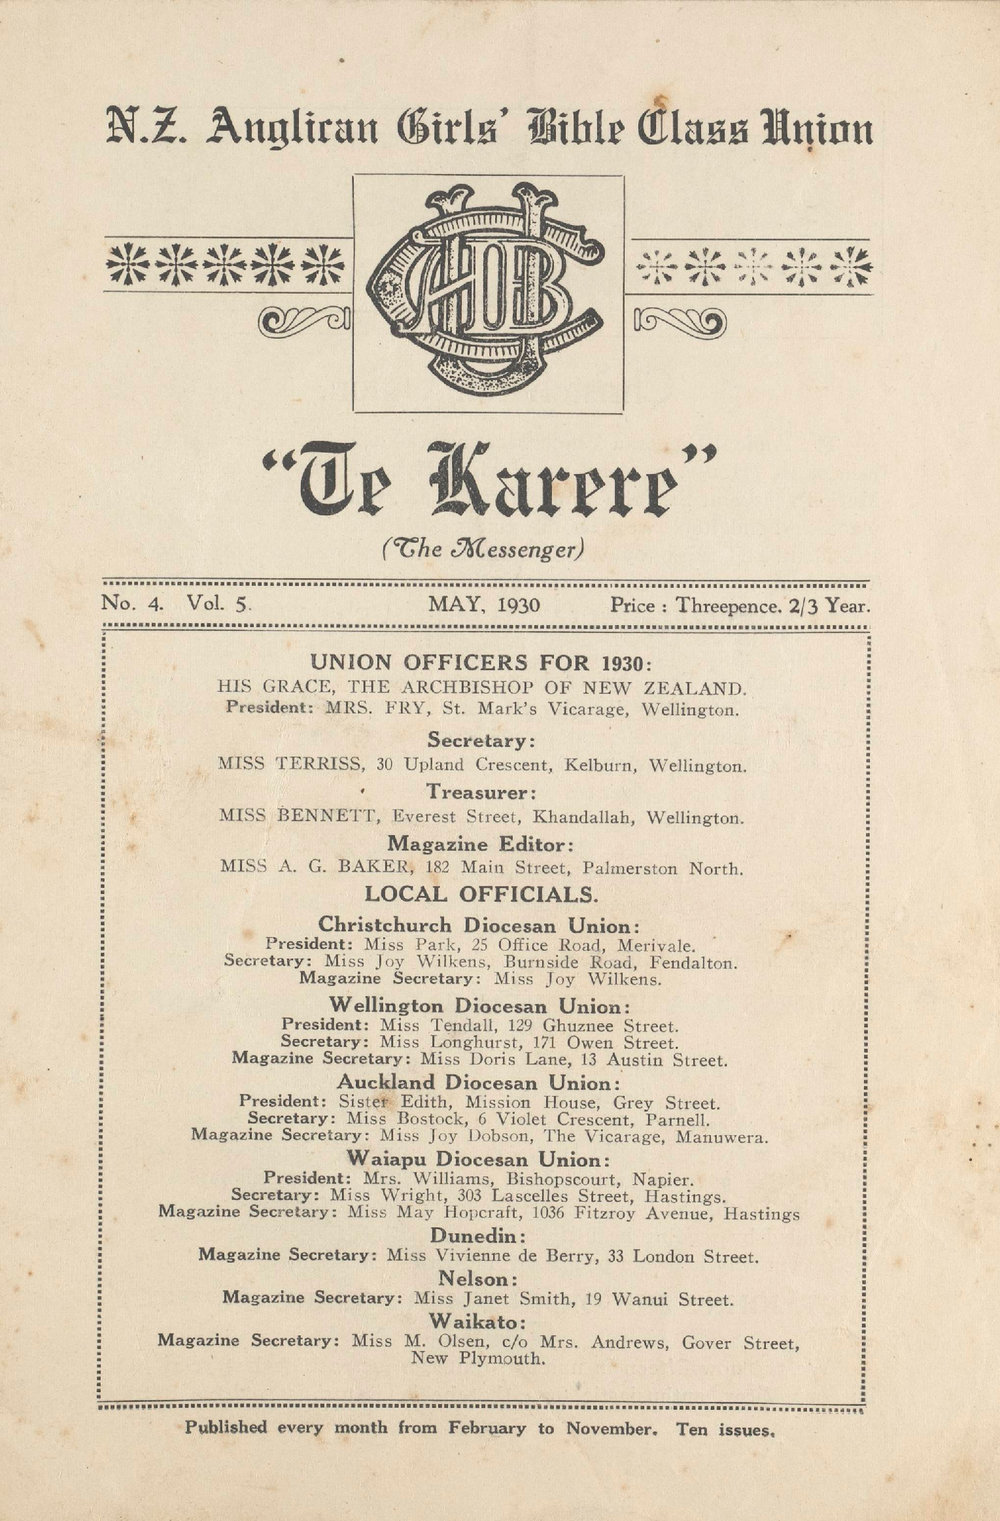 N.Z. Anglican Girls' Bible Class Union
"Te Karere"
(The Messenger)
No. 4. Vol. 5. MAY, 1930 Price : Threepence. 2/3 Year.
UNION OFFICERS FOR 1930:
HIS GRACE, THE ARCHBISHOP OF NEW ZEALAND.
President: MRS. FRY, St. Mark's Vicarage, Wellington.
Secretary:
MISS TERRISS, 30 Upland Crescent, Kelburn, Wellington.
Treasurer:
MISS BENNETT, Everest Street, Khandallah, Wellington.
Magazine Editor:
MISS A. G. BAKER, 182 Main Street, Palmerston North.
LOCAL OFFICIALS.
Christchurch Diocesan Union:
President: Miss Park, 25 Office Road, Merivale.
Secretary: Miss Joy Wilkens, Burnside Road, Fendalton.
Magazine Secretary: Miss Joy Wilkens.
Wellington Diocesan Union:
President: Miss Tendall, 129 Ghuznee Street.
Secretary: Miss Longhurst, 171 Owen Street.
Magazine Secretary: Miss Doris Lane, 13 Austin Street.
Auckland Diocesan Union:
President: Sister Edith, Mission House, Grey Street.
Secretary: Miss Bostock, 6 Violet Crescent, Parnell.
Magazine Secretary: Miss Joy Dobson, The Vicarage, Manuwera.
Waiapu Diocesan Union:
President: Mrs. Williams, Bishopscourt, Napier.
Secretary: Miss Wright, 303 Lascelles Street, Hastings.
Magazine Secretary: Miss May Hopcraft, 1036 Fitzroy Avenue, Hastings
Dunedin:
Magazine Secretary: Miss Vivienne de Berry, 33 London Street.
Nelson:
Magazine Secretary: Miss Janet Smith, 19 Wanui Street.
Waikato:
Magazine Secretary: Miss M. Olsen, c/o Mrs. Andrews, Gover Street,
New Plymouth.
Published every month from February to November. Ten issues.